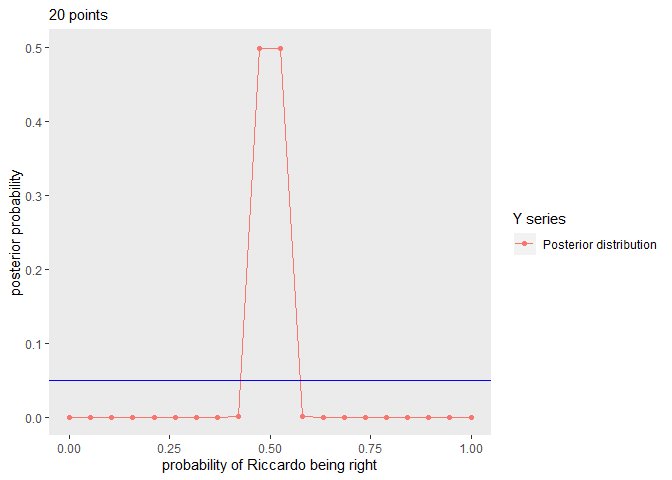 20 points
0.5
0.4
0.3
0.2
0.1
0.0
posterior probability
0.00
0.25
0.50
0.75
1.00
probability of Riccardo being right
Y series
Posterior distribution